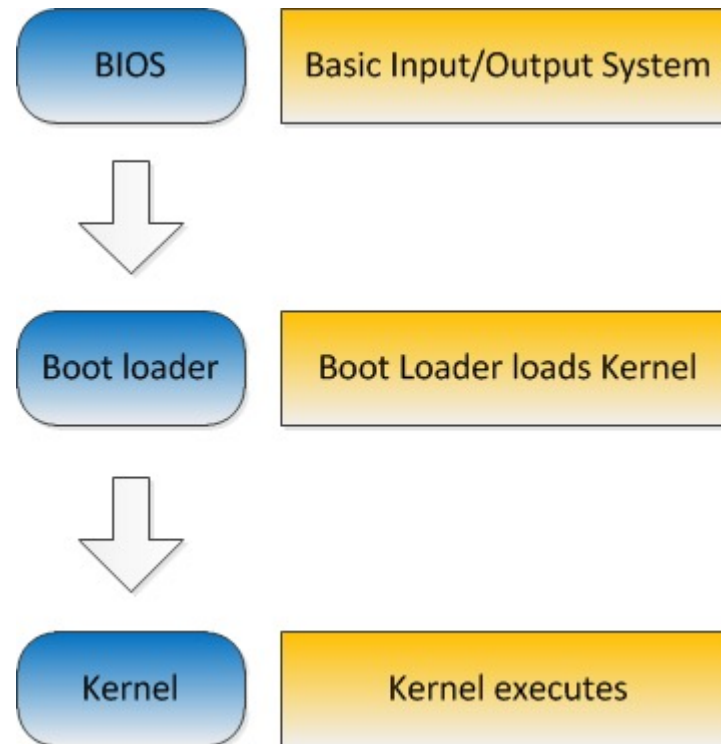 BIOS
Basic Input/Output System
Boot loader
Boot Loader loads Kernel
Kernel
Kernel executes